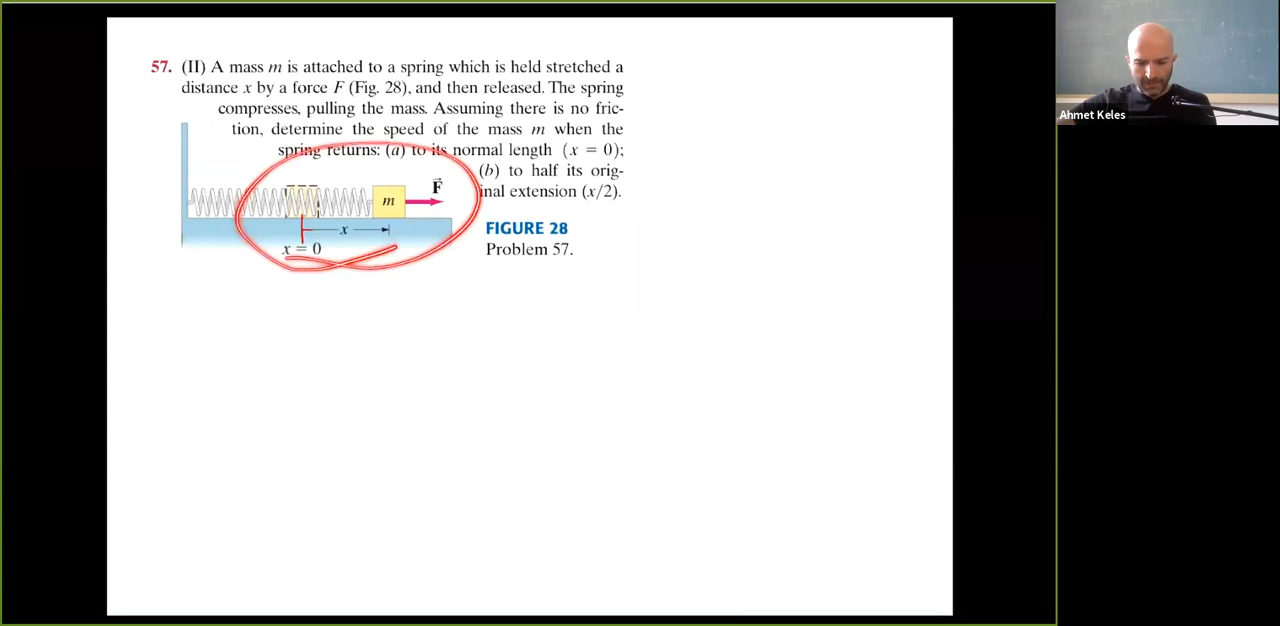 57. (II) A mass m is attached to a spring which is held stretched a
distance x by a force F (Fig. 28), and then released. The spring
compresses, pulling the mass. Assuming there is no fric-
tion, determine the speed of the mass m when the
spring returns: (a) to its normal length (x = 0);
(b) to half its orig-
inal extension (x/2).
F
m
x
x = 0
FIGURE 28
Problem 57.
Ahmet Keles